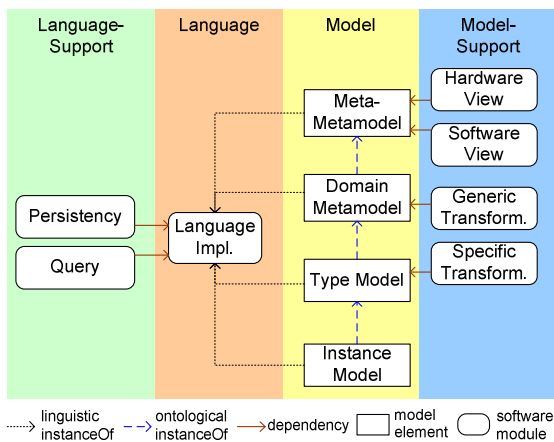 Language-
Support
Language
Model
Model-
Support
Hardware
View
Meta-
Metamodel
Software
View
Domain
Metamodel
Generic
Transform.
Persistency
Language
Impl.
Query
Specific
Transform.
Type Model
Instance
Model
linguistic
instanceOf
ontological
instanceOf
dependency
model
element
software
module